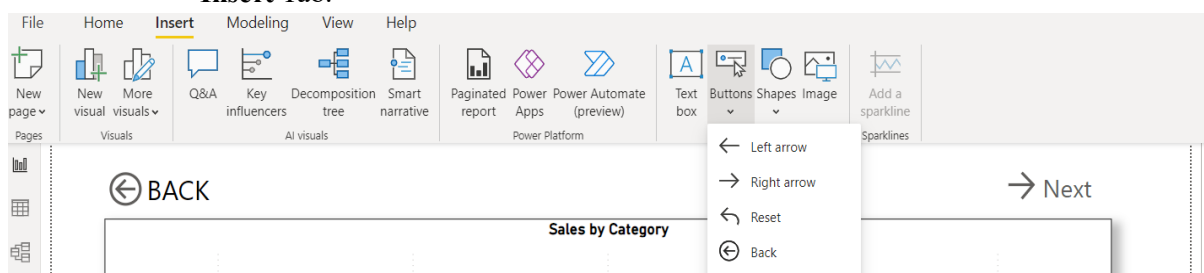 Insert Tab.
File Home Insert Modeling View Help
New page
New visual
More visuals
Q&A
Key influencers
Decomposition tree
Smart narrative
Paginated report
Power Apps
Power Automate (preview)
Text box
Buttons
Shapes
Image
Add a sparkline
Pages Visuals AI visuals Power Platform Sparklines
Left arrow
Right arrow
Reset
Back
BACK
Next
Sales by Category